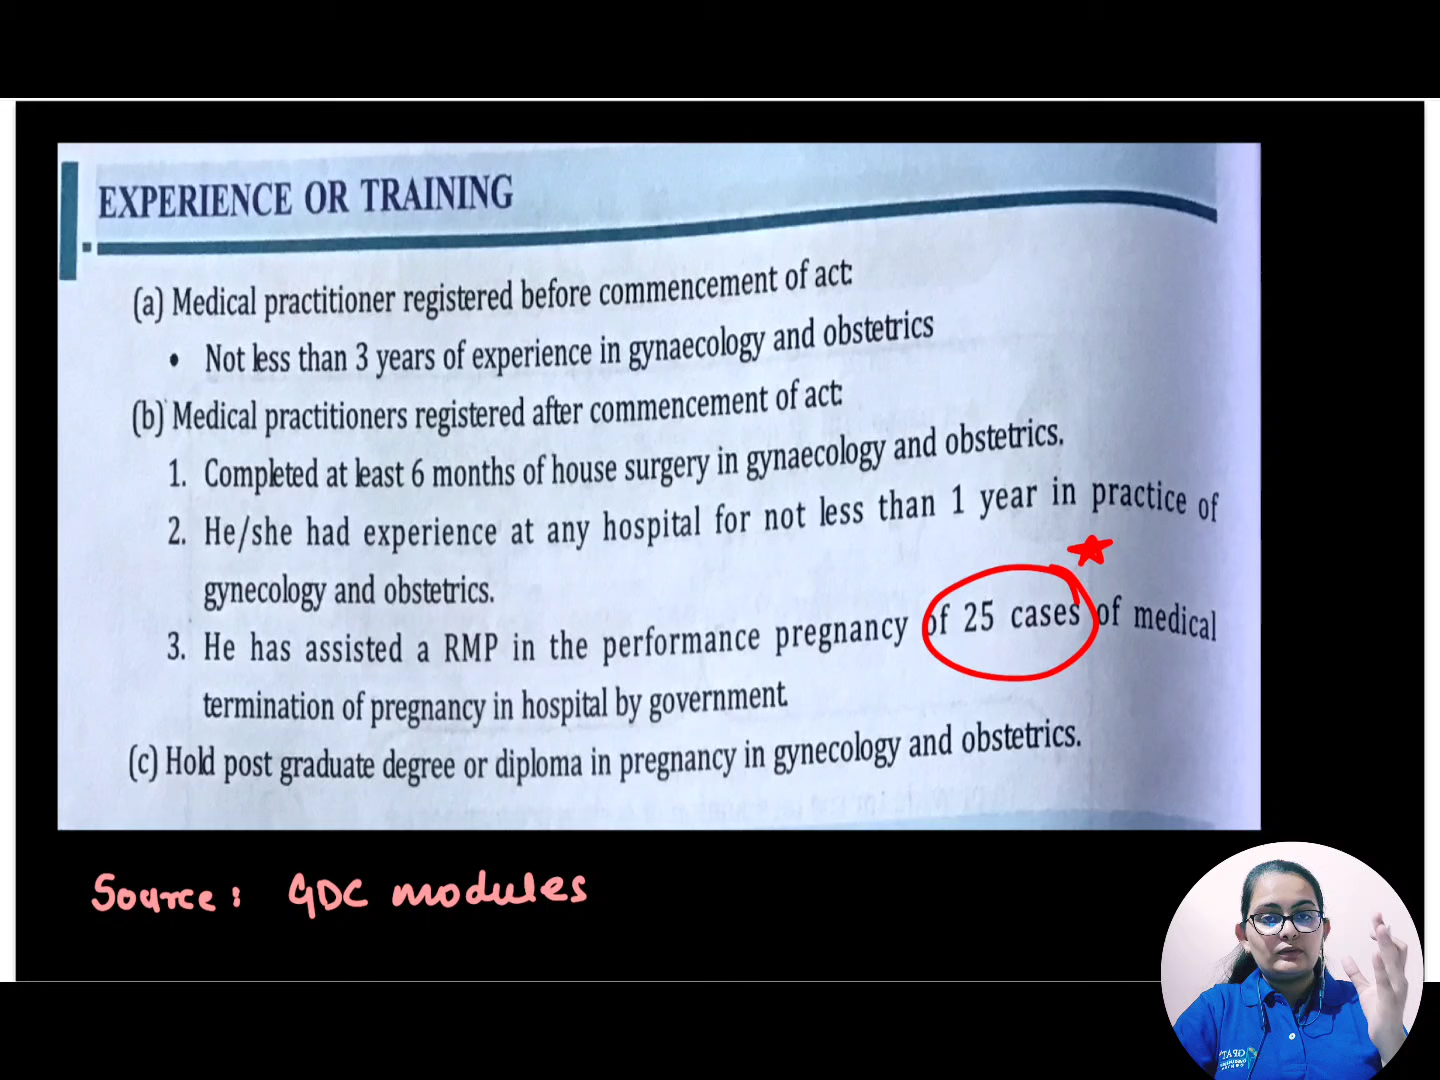 EXPERIENCE OR TRAINING
(a) Medical practitioner registered before commencement of act:
• Not less than 3 years of experience in gynaecology and obstetrics
(b) Medical practitioners registered after commencement of act:
1. Completed at least 6 months of house surgery in gynaecology and obstetrics.
2. He/she had experience at any hospital for not less than 1 year in practice of
gynecology and obstetrics.
3. He has assisted a RMP in the performance pregnancy of 25 cases of medical
termination of pregnancy in hospital by government.
(c) Hold post graduate degree or diploma in pregnancy in gynecology and obstetrics.
Source: GDC modules
GPAT